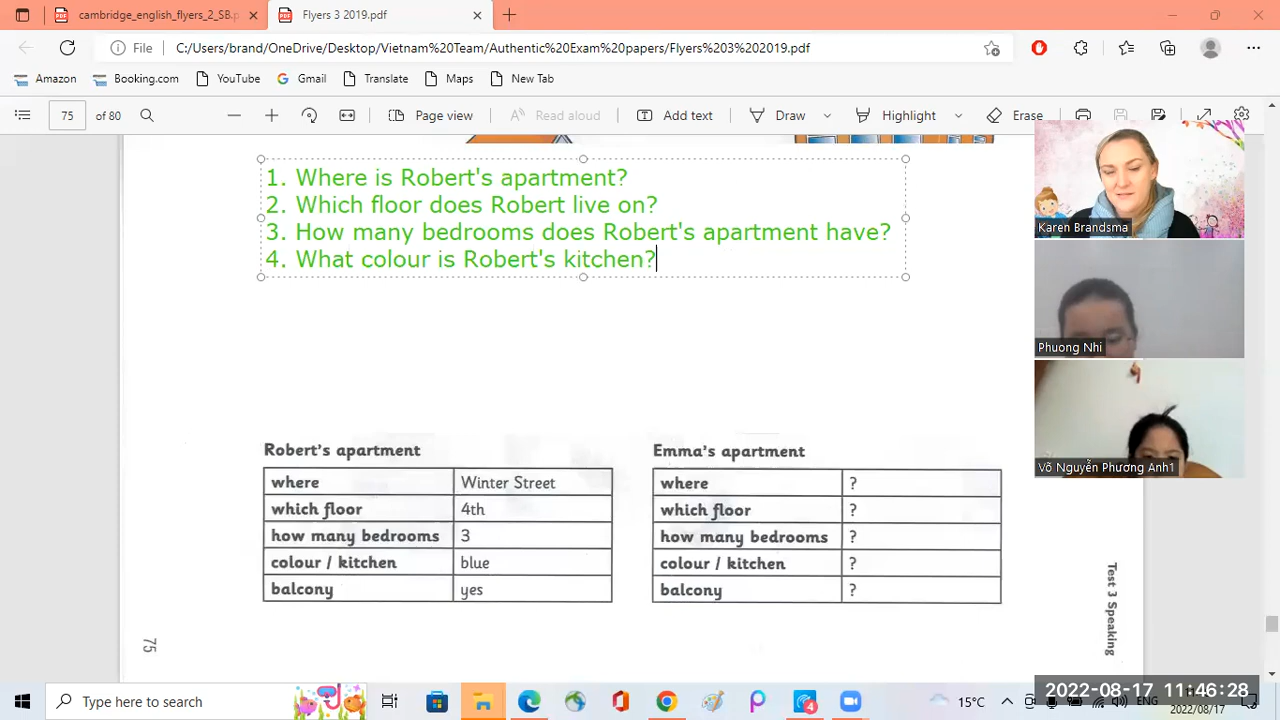 cambridge_english_flyers_2_SB.p
Flyers 3 2019.pdf
File
C:/Users/brand/OneDrive/Desktop/Vietnam%20Team/Authentic%20Exam%20papers/Flyers%203%202019.pdf
Amazon
Booking.com
YouTube
Gmail
Translate
Maps
New Tab
75 of 80
Page view
Read aloud
Add text
Draw
Highlight
Erase
1. Where is Robert's apartment?
2. Which floor does Robert live on?
3. How many bedrooms does Robert's apartment have?
4. What colour is Robert's kitchen?
Karen Brandsma
Phuong Nhi
Võ Nguyễn Phương Anh1
Robert's apartment
where Winter Street
which floor 4th
how many bedrooms 3
colour / kitchen blue
balcony yes
Emma's apartment
where ?
which floor ?
how many bedrooms ?
colour / kitchen ?
balcony ?
Test 3 Speaking
75
Type here to search
15°C
ENG
2022-08-17 11:46:28
2022/08/17